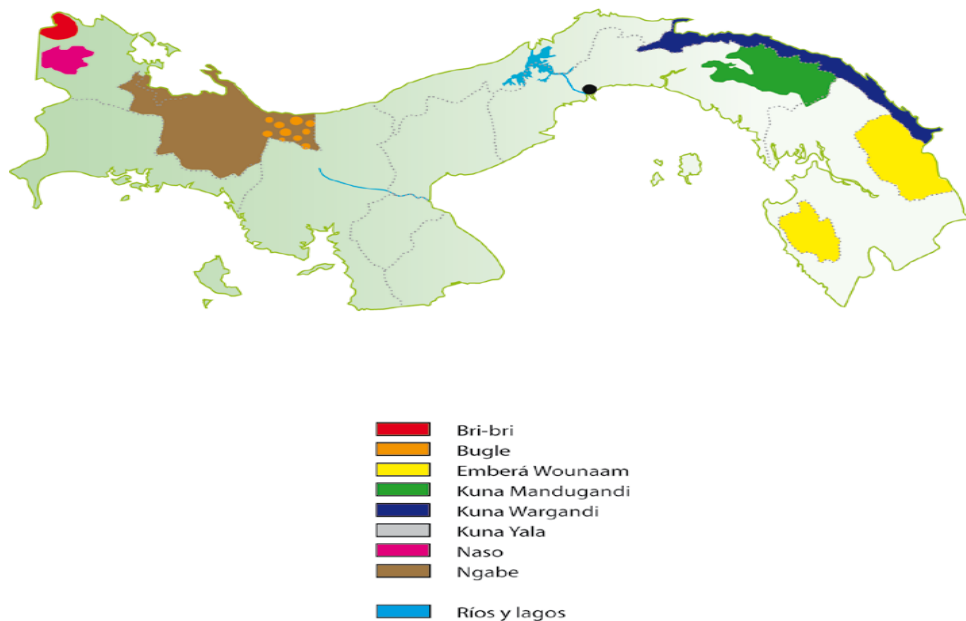 Bri-bri
Bugle
Emberá Wounaam
Kuna Mandugandi
Kuna Wargandi
Kuna Yala
Naso
Ngabe
Ríos y lagos